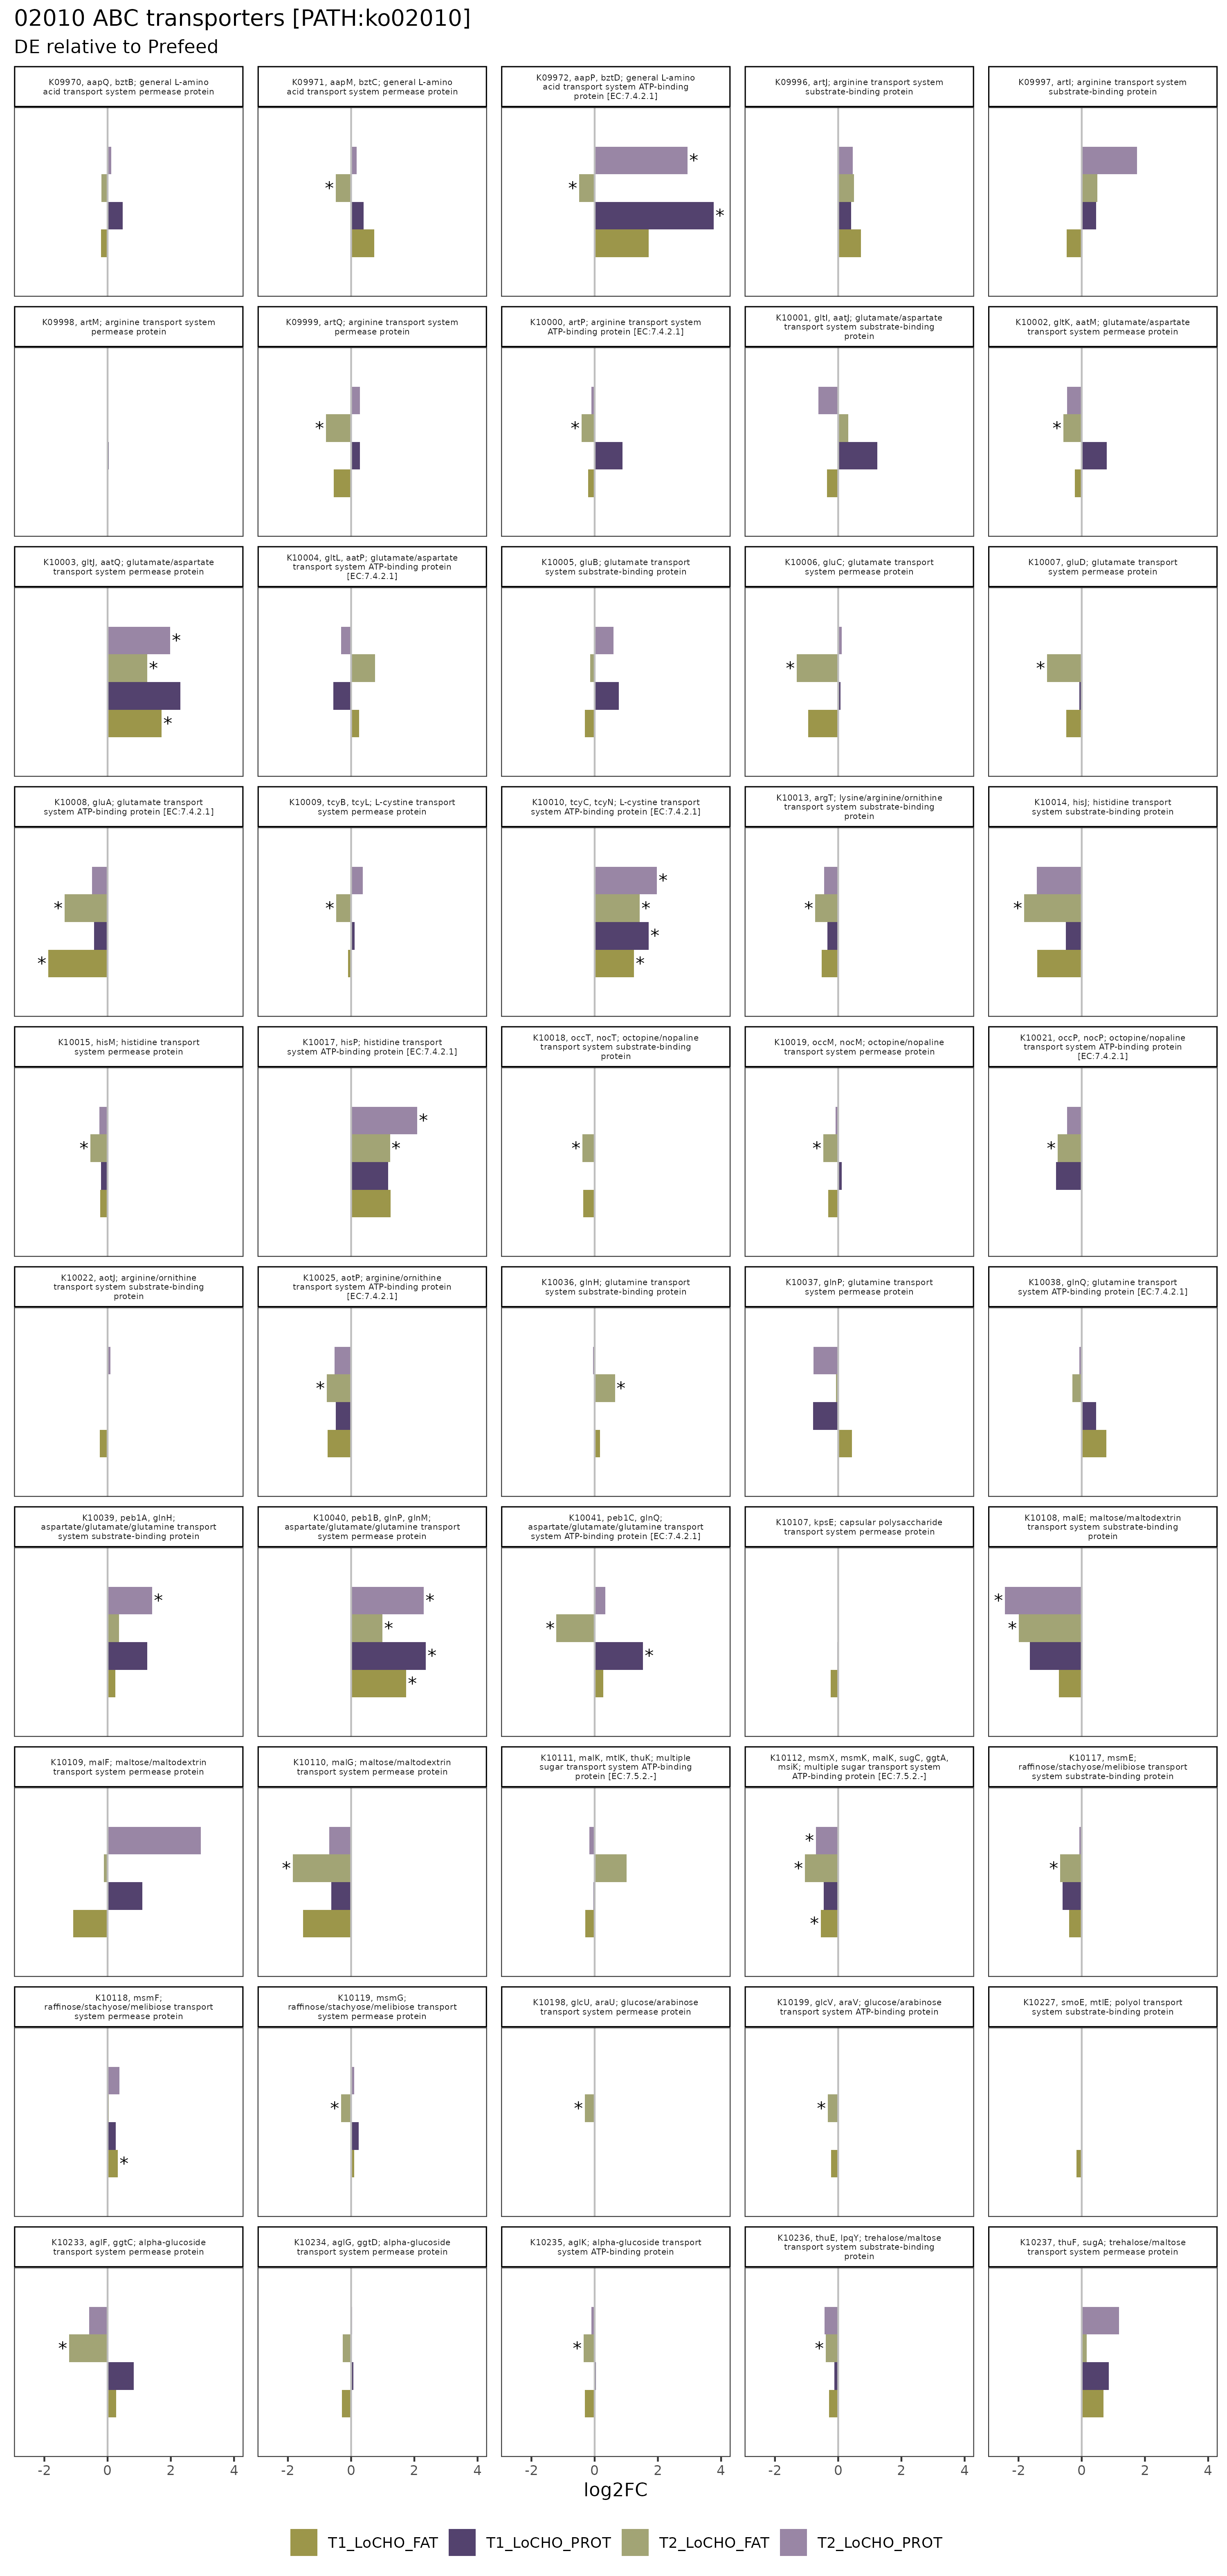 02010 ABC transporters [PATH:ko02010]
DE relative to Prefeed
K09970, aapQ, bztB; general L-amino
acid transport system permease protein
K09971, aapM, bztC; general L-amino
acid transport system permease protein
K09972, aapP, bztD; general L-amino
acid transport system ATP-binding
protein [EC:7.4.2.1]
K09996, artJ; arginine transport system
substrate-binding protein
K09997, artI; arginine transport system
substrate-binding protein
*
*
*
*
K09998, artM; arginine transport system
permease protein
K09999, artQ; arginine transport system
permease protein
K10000, artP; arginine transport system
ATP-binding protein [EC:7.4.2.1]
K10001, gltI, aatJ; glutamate/aspartate
transport system substrate-binding
protein
K10002, gltK, aatM; glutamate/aspartate
transport system permease protein
*
*
*
K10003, gltJ, aatQ; glutamate/aspartate
transport system permease protein
K10004, gltL, aatP; glutamate/aspartate
transport system ATP-binding protein
[EC:7.4.2.1]
K10005, gluB; glutamate transport
system substrate-binding protein
K10006, gluC; glutamate transport
system permease protein
K10007, gluD; glutamate transport
system permease protein
*
*
*
*
*
K10008, gluA; glutamate transport
system ATP-binding protein [EC:7.4.2.1]
K10009, tcyB, tcyL; L-cystine transport
system permease protein
K10010, tcyC, tcyN; L-cystine transport
system ATP-binding protein [EC:7.4.2.1]
K10013, argT; lysine/arginine/ornithine
transport system substrate-binding
protein
K10014, hisJ; histidine transport
system substrate-binding protein
*
*
*
*
*
*
*
*
*
K10015, hisM; histidine transport
system permease protein
K10017, hisP; histidine transport
system ATP-binding protein [EC:7.4.2.1]
K10018, occT, nocT; octopine/nopaline
transport system substrate-binding
protein
K10019, occM, nocM; octopine/nopaline
transport system permease protein
K10021, occP, nocP; octopine/nopaline
transport system ATP-binding protein
[EC:7.4.2.1]
*
*
*
*
*
*
K10022, aotJ; arginine/ornithine
transport system substrate-binding
protein
K10025, aotP; arginine/ornithine
transport system ATP-binding protein
[EC:7.4.2.1]
K10036, glnH; glutamine transport
system substrate-binding protein
K10037, glnP; glutamine transport
system permease protein
K10038, glnQ; glutamine transport
system ATP-binding protein [EC:7.4.2.1]
*
*
K10039, peb1A, glnH;
aspartate/glutamate/glutamine transport
system substrate-binding protein
K10040, peb1B, glnP, glnM;
aspartate/glutamate/glutamine transport
system permease protein
K10041, peb1C, glnQ;
aspartate/glutamate/glutamine transport
system ATP-binding protein [EC:7.4.2.1]
K10107, kpsE; capsular polysaccharide
transport system permease protein
K10108, malE; maltose/maltodextrin
transport system substrate-binding
protein
*
*
*
*
*
*
*
*
*
K10109, malF; maltose/maltodextrin
transport system permease protein
K10110, malG; maltose/maltodextrin
transport system permease protein
K10111, malK, mtlK, thuK; multiple
sugar transport system ATP-binding
protein [EC:7.5.2.-]
K10112, msmX, msmK, malK, sugC, ggtA,
msiK; multiple sugar transport system
ATP-binding protein [EC:7.5.2.-]
K10117, msmE;
raffinose/stachyose/melibiose transport
system substrate-binding protein
*
*
*
*
*
K10118, msmF;
raffinose/stachyose/melibiose transport
system permease protein
K10119, msmG;
raffinose/stachyose/melibiose transport
system permease protein
K10198, glcU, araU; glucose/arabinose
transport system permease protein
K10199, glcV, araV; glucose/arabinose
transport system ATP-binding protein
K10227, smoE, mtlE; polyol transport
system substrate-binding protein
*
*
*
*
K10233, aglF, ggtC; alpha-glucoside
transport system permease protein
K10234, aglG, ggtD; alpha-glucoside
transport system permease protein
K10235, aglK; alpha-glucoside transport
system ATP-binding protein
K10236, thuE, lpqY; trehalose/maltose
transport system substrate-binding
protein
K10237, thuF, sugA; trehalose/maltose
transport system permease protein
*
*
*
-2 0 2 4 -2 0 2 4 -2 0 2 4 -2 0 2 4 -2 0 2 4
log2FC
T1_LoCHO_FAT T1_LoCHO_PROT T2_LoCHO_FAT T2_LoCHO_PROT